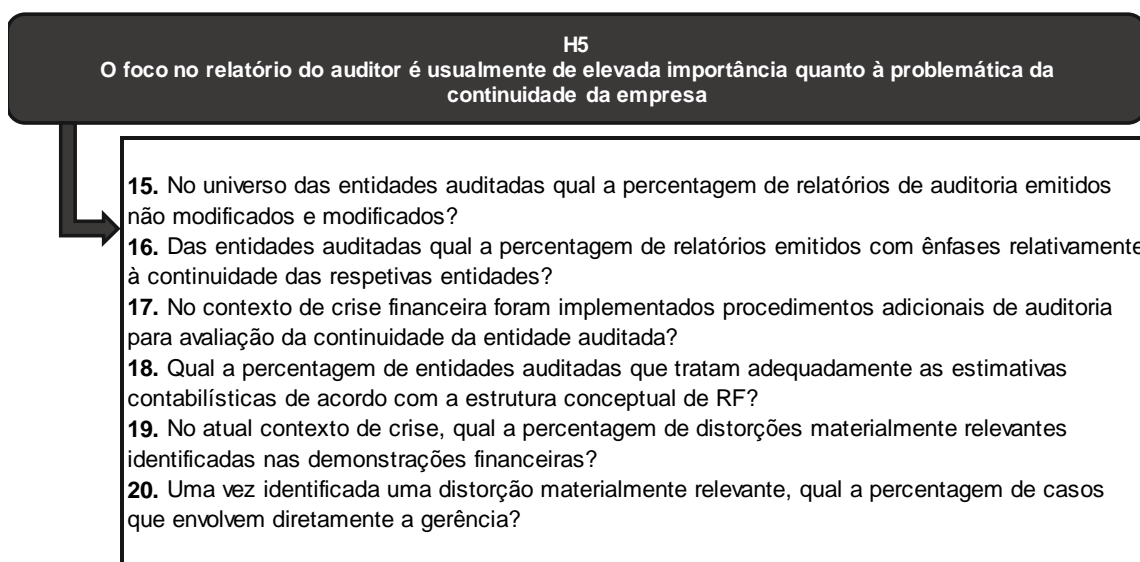 H5
O foco no relatório do auditor é usualmente de elevada importância quanto à problemática da
continuidade da empresa
15. No universo das entidades auditadas qual a percentagem de relatórios de auditoria emitidos
não modificados e modificados?
16. Das entidades auditadas qual a percentagem de relatórios emitidos com ênfases relativamente
à continuidade das respetivas entidades?
17. No contexto de crise financeira foram implementados procedimentos adicionais de auditoria
para avaliação da continuidade da entidade auditada?
18. Qual a percentagem de entidades auditadas que tratam adequadamente as estimativas
contabilísticas de acordo com a estrutura conceptual de RF?
19. No atual contexto de crise, qual a percentagem de distorções materialmente relevantes
identificadas nas demonstrações financeiras?
20. Uma vez identificada uma distorção materialmente relevante, qual a percentagem de casos
que envolvem diretamente a gerência?